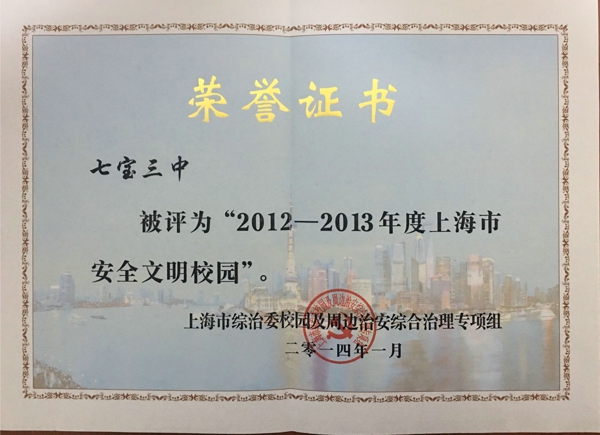 荣誉证书
七宝三中
被评为“2012—2013年度上海市
安全文明校园”。
上海市综治委校园及周边治安综合治理专项组
二零一四年一月